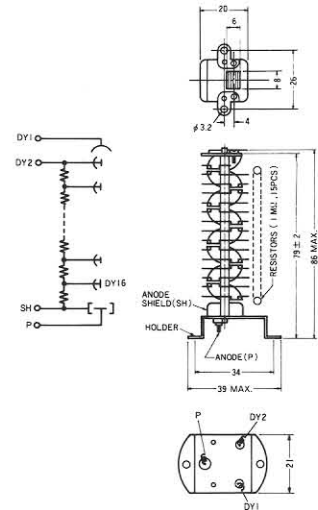 20
6
8
26
ϕ3.2
4
DY1
DY2
DY16
SH
P
RESISTORS (1 MΩ, 15PCS)
79±2
86 MAX.
ANODE
SHIELD(SH)
HOLDER
ANODE(P)
34
39 MAX.
P
DY2
21
DY1